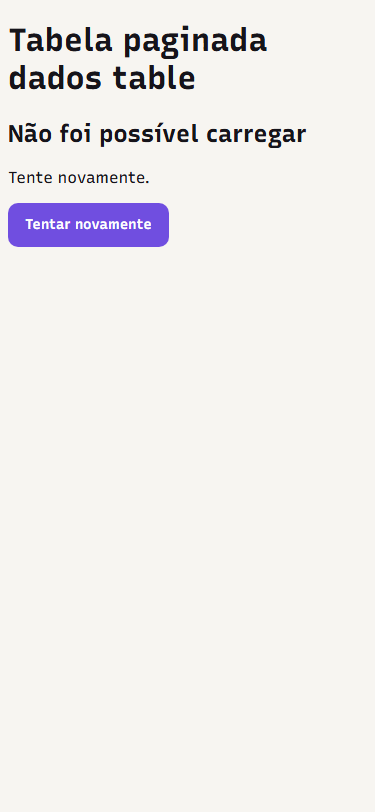 Tabela paginada
dados table
Não foi possível carregar
Tente novamente.
Tentar novamente